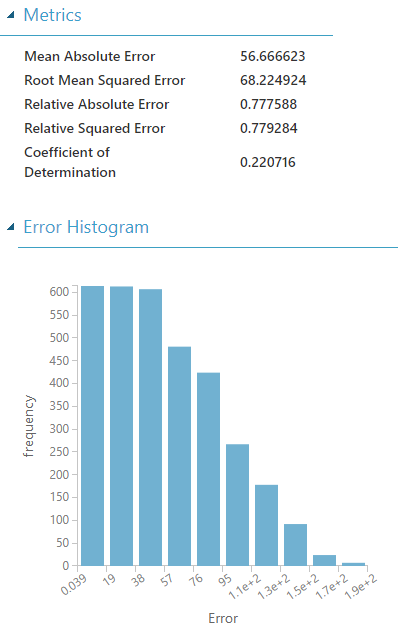 Metrics
Mean Absolute Error 56.666623
Root Mean Squared Error 68.224924
Relative Absolute Error 0.777588
Relative Squared Error 0.779284
Coefficient of
Determination 0.220716
Error Histogram
600
550
500
450
400
350
300
250
200
150
100
50
0
frequency
0.039 19 38 57 76 95 1.1e+2 1.3e+2 1.5e+2 1.7e+2 1.9e+2
Error